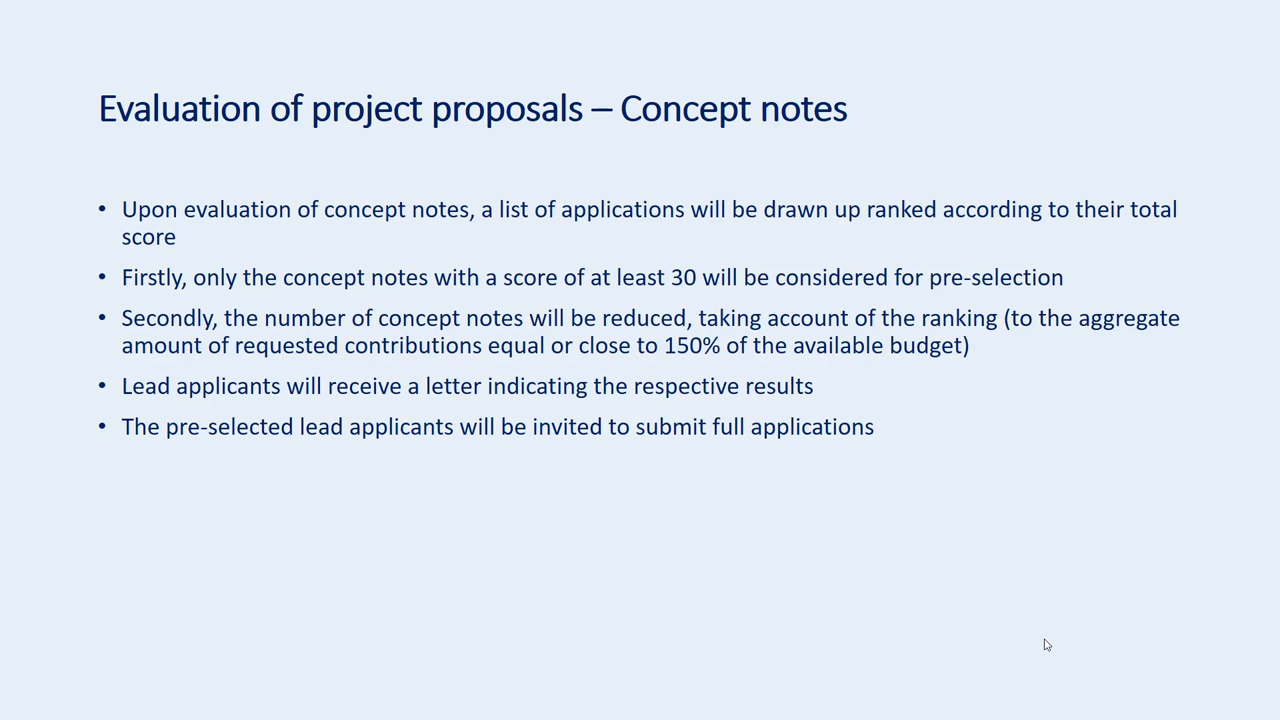 Evaluation of project proposals – Concept notes
• Upon evaluation of concept notes, a list of applications will be drawn up ranked according to their total
score
• Firstly, only the concept notes with a score of at least 30 will be considered for pre-selection
• Secondly, the number of concept notes will be reduced, taking account of the ranking (to the aggregate
amount of requested contributions equal or close to 150% of the available budget)
• Lead applicants will receive a letter indicating the respective results
• The pre-selected lead applicants will be invited to submit full applications